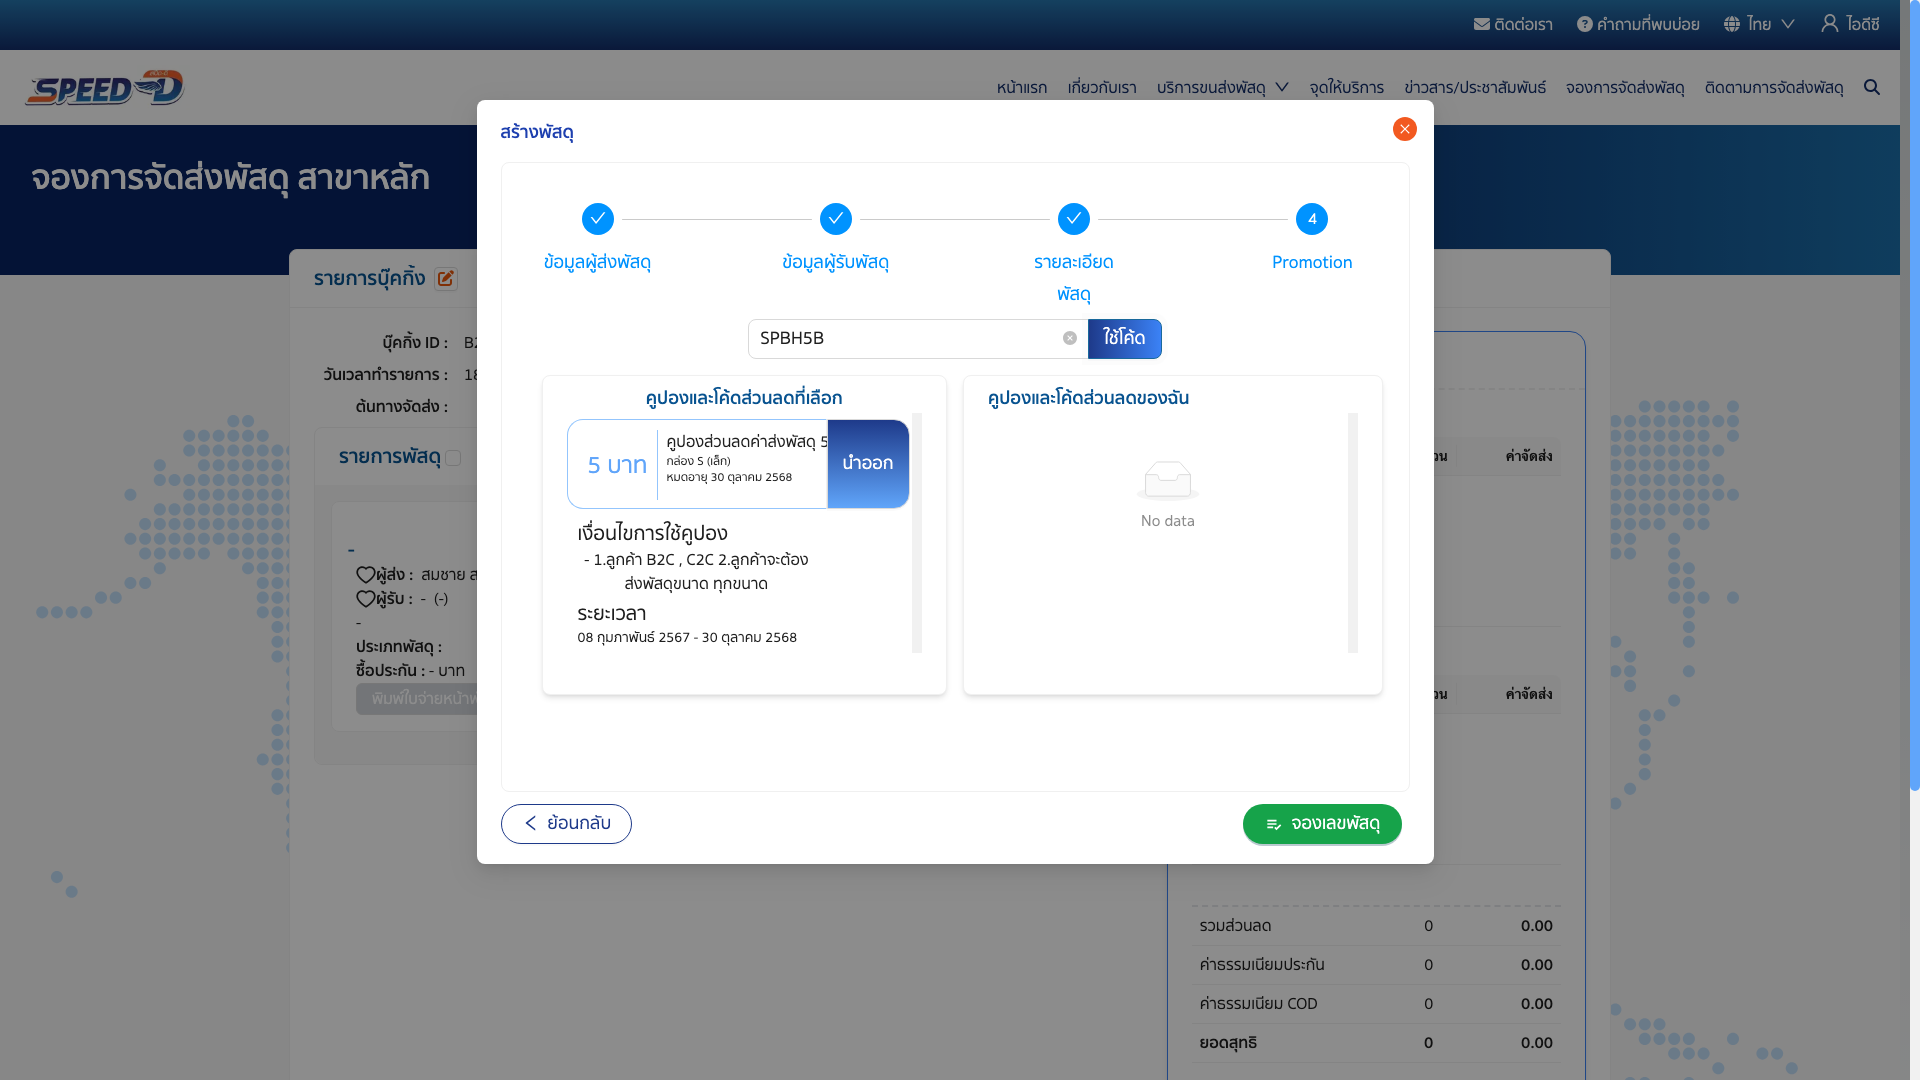 ติดต่อเรา
คำถามที่พบบ่อย
ไทย
ไอดีซี
SPEED D
หน้าแรก
เกี่ยวกับเรา
บริการขนส่งพัสดุ
จุดให้บริการ
ข่าวสาร/ประชาสัมพันธ์
จองการจัดส่งพัสดุ
ติดตามการจัดส่งพัสดุ
จองการจัดส่งพัสดุ สาขาหลัก
รายการบุ๊คกิ้ง
บุ๊คกิ้ง ID :
วันเวลาทำรายการ :
ต้นทางจัดส่ง :
รายการพัสดุ
-
ผู้ส่ง : สมชาย
ผู้รับ : - (-)
-
ประเภทพัสดุ :
ซื้อประกัน : - บาท
สร้างพัสดุ
ข้อมูลผู้ส่งพัสดุ
ข้อมูลผู้รับพัสดุ
รายละเอียด
พัสดุ
4
Promotion
SPBH5B
ใช้โค้ด
คูปองและโค้ดส่วนลดที่เลือก
5 บาท
คูปองส่วนลดค่าส่งพัสดุ 5
กล่อง S (เล็ก)
หมดอายุ 30 ตุลาคม 2568
นำออก
เงื่อนไขการใช้คูปอง
- 1.ลูกค้า B2C , C2C 2.ลูกค้าจะต้อง
ส่งพัสดุขนาด ทุกขนาด
ระยะเวลา
08 กุมภาพันธ์ 2567 - 30 ตุลาคม 2568
คูปองและโค้ดส่วนลดของฉัน
No data
ย้อนกลับ
จองเลขพัสดุ
ค่าจัดส่ง
ค่าจัดส่ง
รวมส่วนลด 0 0.00
ค่าธรรมเนียมประกัน 0 0.00
ค่าธรรมเนียม COD 0 0.00
ยอดสุทธิ 0 0.00